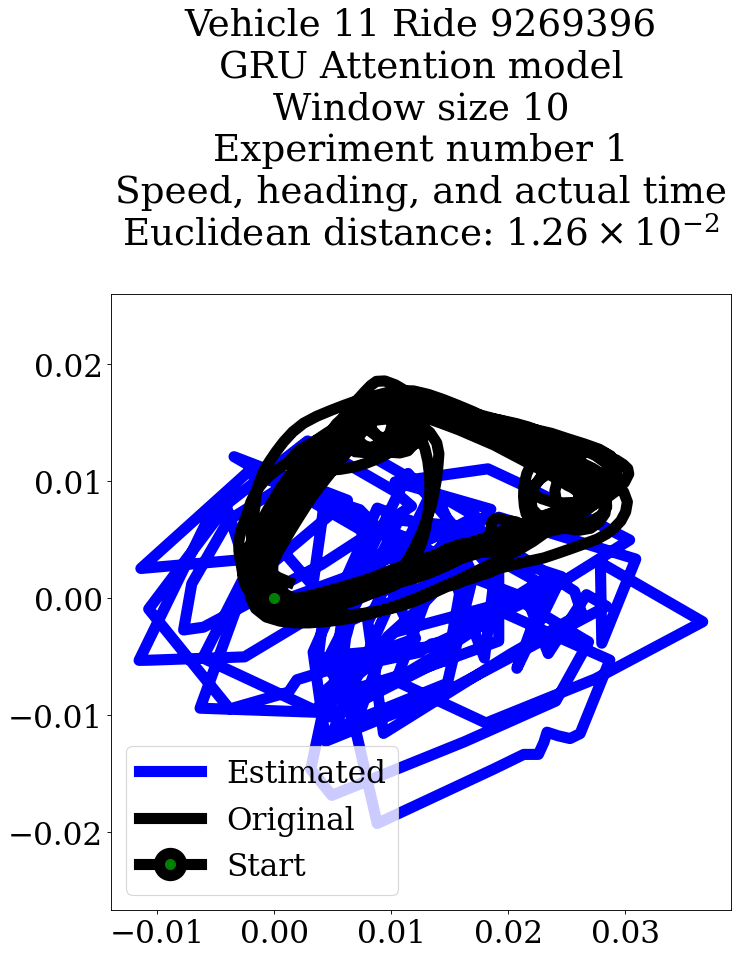 Vehicle 11 Ride 9269396
GRU Attention model
Window size 10
Experiment number 1
Speed, heading, and actual time
Euclidean distance: 1.26 × 10⁻²
0.02
0.01
0.00
−0.01
−0.02
Estimated
Original
Start
−0.01 0.00 0.01 0.02 0.03